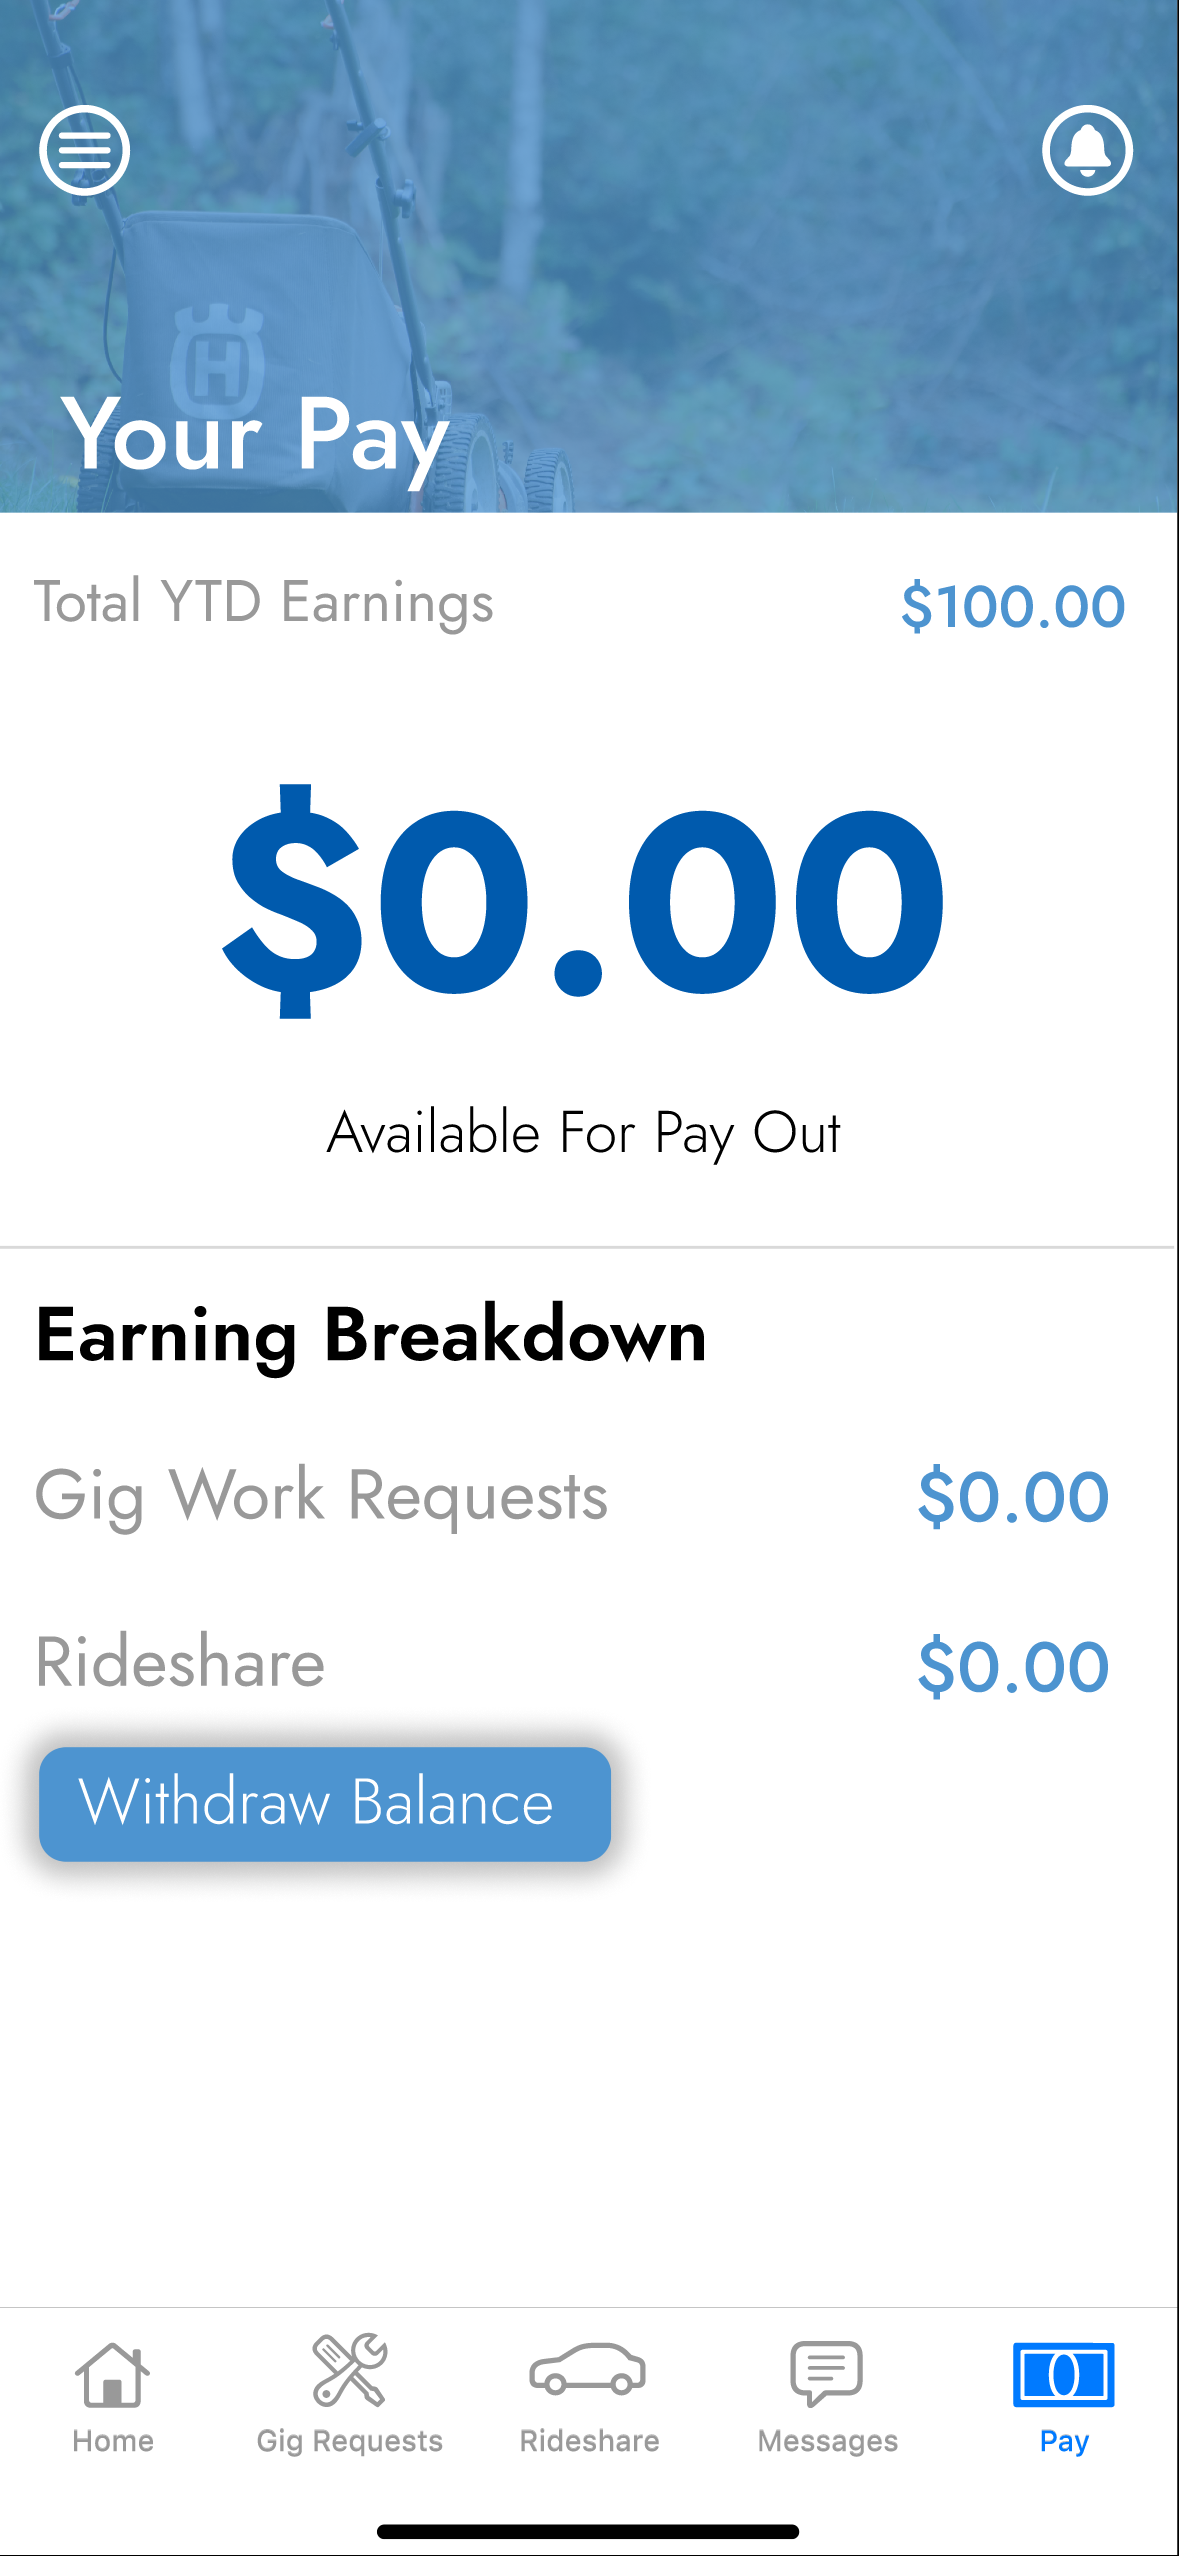 H
Your Pay
Total YTD Earnings $100.00
$0.00
Available For Pay Out
Earning Breakdown
Gig Work Requests $0.00
Rideshare $0.00
Withdraw Balance
Home Gig Requests Rideshare Messages Pay